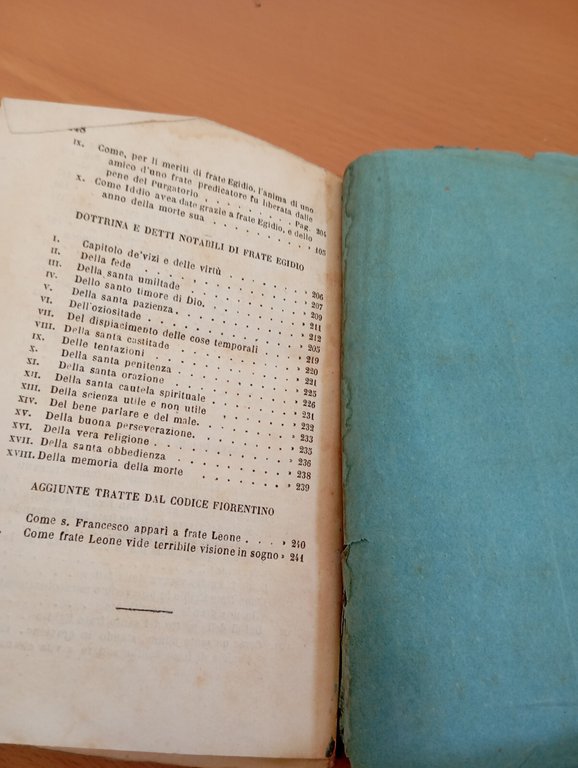 IX. Come, per li meriti di frate Egidio, l'anima di uno
amico d'uno frate predicatore fu liberata dalle
pene del Purgatorio . . . . . . . . Pag. 204
X. Come Iddio avea date grazie a frate Egidio, e dello
anno della morte sua . . . . . . . . . » 105
DOTTRINA E DETTI NOTABILI DI FRATE EGIDIO
I. Capitolo de'vizi e delle virtù . . . . . . » 206
II. Della fede . . . . . . . . . . . » 207
III. Della santa umiltade . . . . . . . . » 209
IV. Dello santo timore di Dio. . . . . . . » 211
V. Della santa pazienza. . . . . . . . . » 212
VI. Dell'oziositade . . . . . . . . . . » 205
VII. Del dispiacimento delle cose temporali . . . » 219
VIII. Della santa castitade . . . . . . . . » 220
IX. Delle tentazioni . . . . . . . . . . » 221
X. Della santa penitenza . . . . . . . . » 225
XI. Della santa orazione . . . . . . . . . » 226
XII. Della santa cautela spirituale . . . . . . » 231
XIII. Della scienza utile e non utile . . . . . . » 232
XIV. Del bene parlare e del male. . . . . . . » 233
XV. Della buona perseveranza. . . . . . . . » 235
XVI. Della vera religione . . . . . . . . . » 236
XVII. Della santa obbedienza . . . . . . . . » 238
XVIII. Della memoria della morte . . . . . . . » 239
AGGIUNTE TRATTE DAL CODICE FIORENTINO
Come s. Francesco apparì a frate Leone . . . » 240
Come frate Leone vide terribile visione in sogno » 241